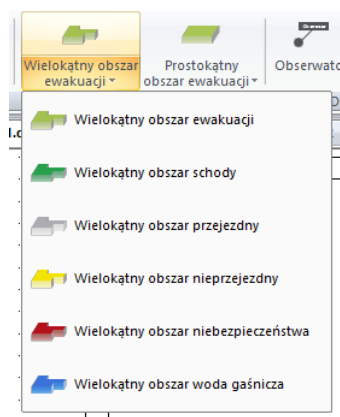 Wielokątny obszar
ewakuacji
Prostokątny
obszar ewakuacji
Obserwato
Wielokątny obszar ewakuacji
Wielokątny obszar schody
Wielokątny obszar przejezdny
Wielokątny obszar nieprzejezdny
Wielokątny obszar niebezpieczeństwa
Wielokątny obszar woda gaśnicza